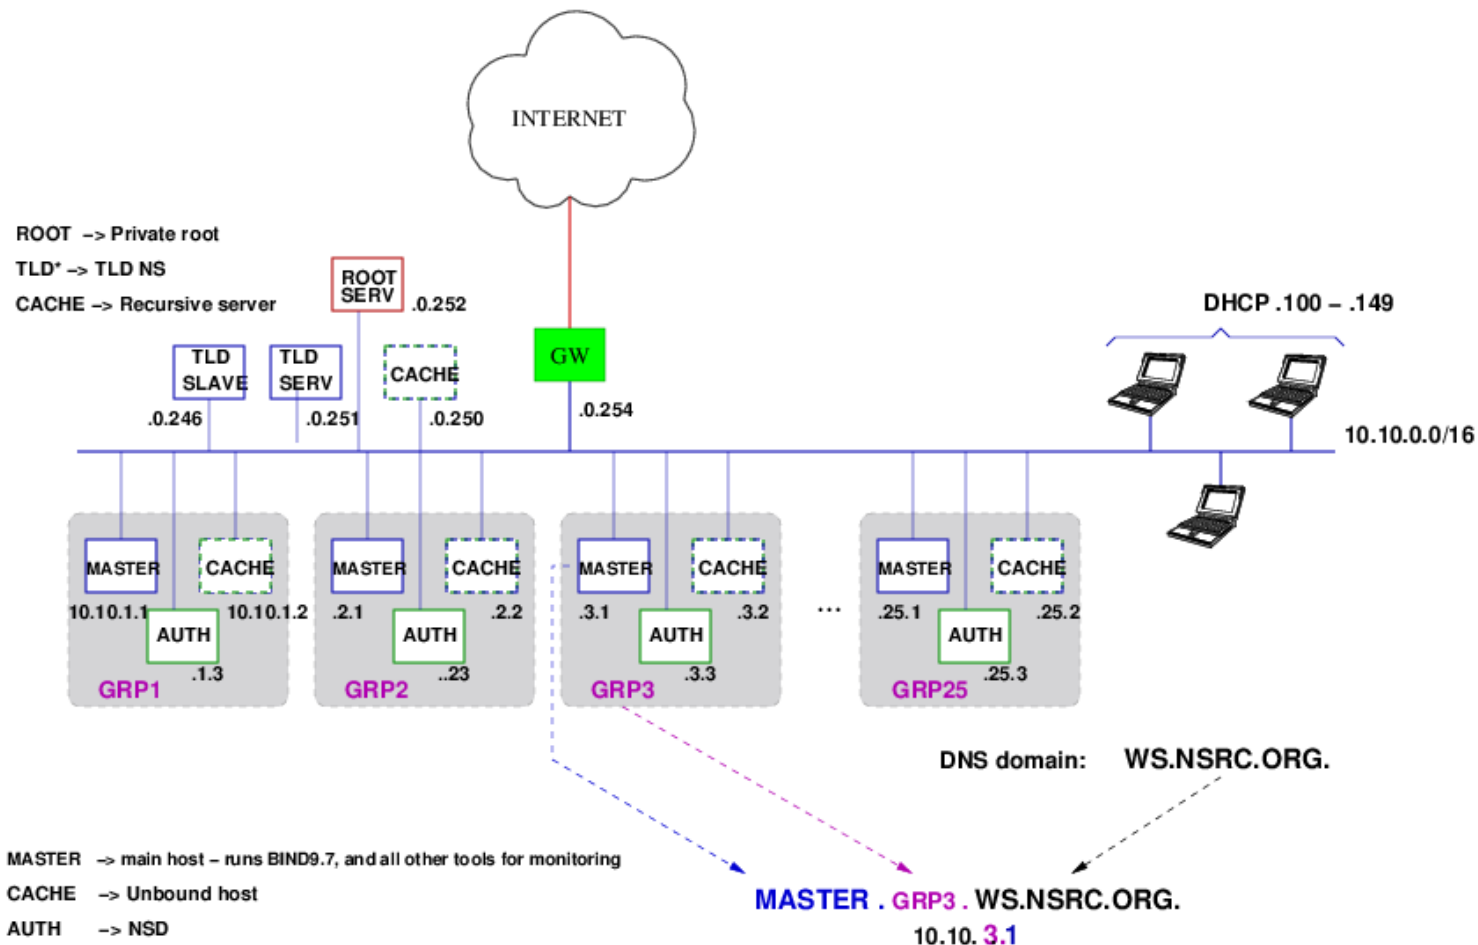 INTERNET
ROOT –> Private root
TLD* –> TLD NS
CACHE –> Recursive server
ROOT
SERV
.0.252
DHCP .100 – .149
TLD
SLAVE
.0.246
TLD
SERV
.0.251
CACHE
.0.250
GW
.0.254
10.10.0.0/16
MASTER
10.10.1.1
CACHE
10.10.1.2
AUTH
.1.3
GRP1
MASTER
.2.1
CACHE
.2.2
AUTH
..23
GRP2
MASTER
.3.1
CACHE
.3.2
AUTH
.3.3
GRP3
...
MASTER
.25.1
CACHE
.25.2
AUTH
.25.3
GRP25
DNS domain: WS.NSRC.ORG.
MASTER –> main host – runs BIND9.7, and all other tools for monitoring
CACHE –> Unbound host
AUTH –> NSD
MASTER . GRP3 . WS.NSRC.ORG.
10.10. 3.1